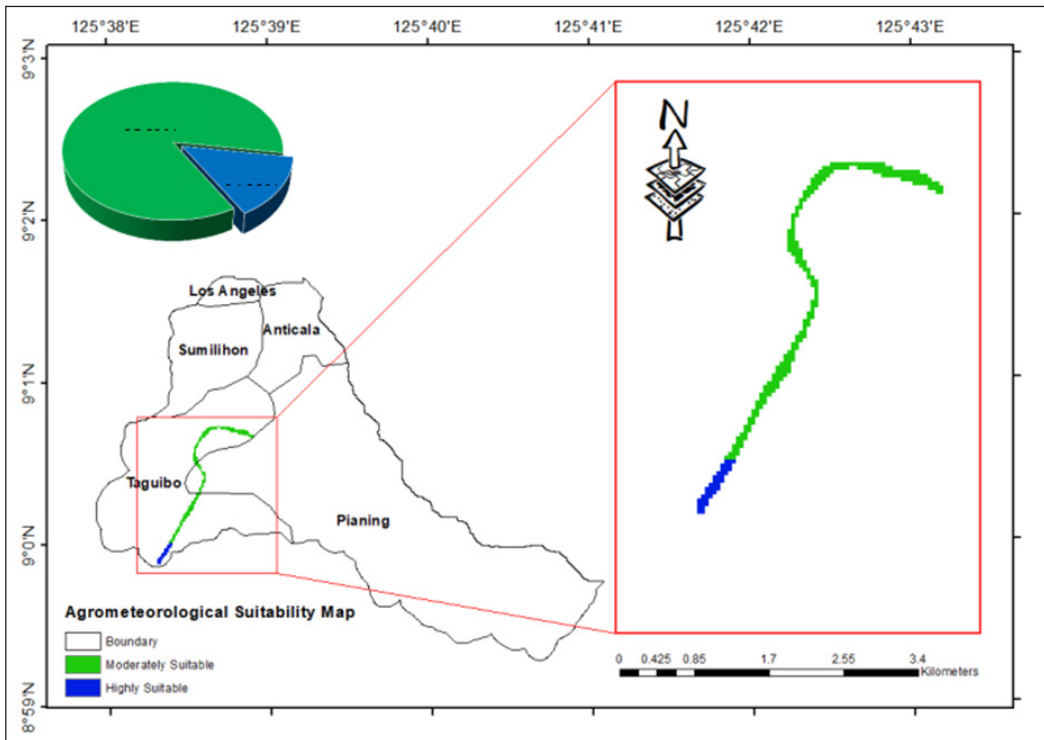 125°38'E 125°39'E 125°40'E 125°41'E 125°42'E 125°43'E
9°3'N
9°2'N
9°1'N
9°0'N
8°59'N
N
Los Angeles
Anticala
Sumilihon
Taguibo
Pianing
Agrometeorological Suitability Map
Boundary
Moderately Suitable
Highly Suitable
0 0.425 0.85 1.7 2.55 3.4
Kilometers